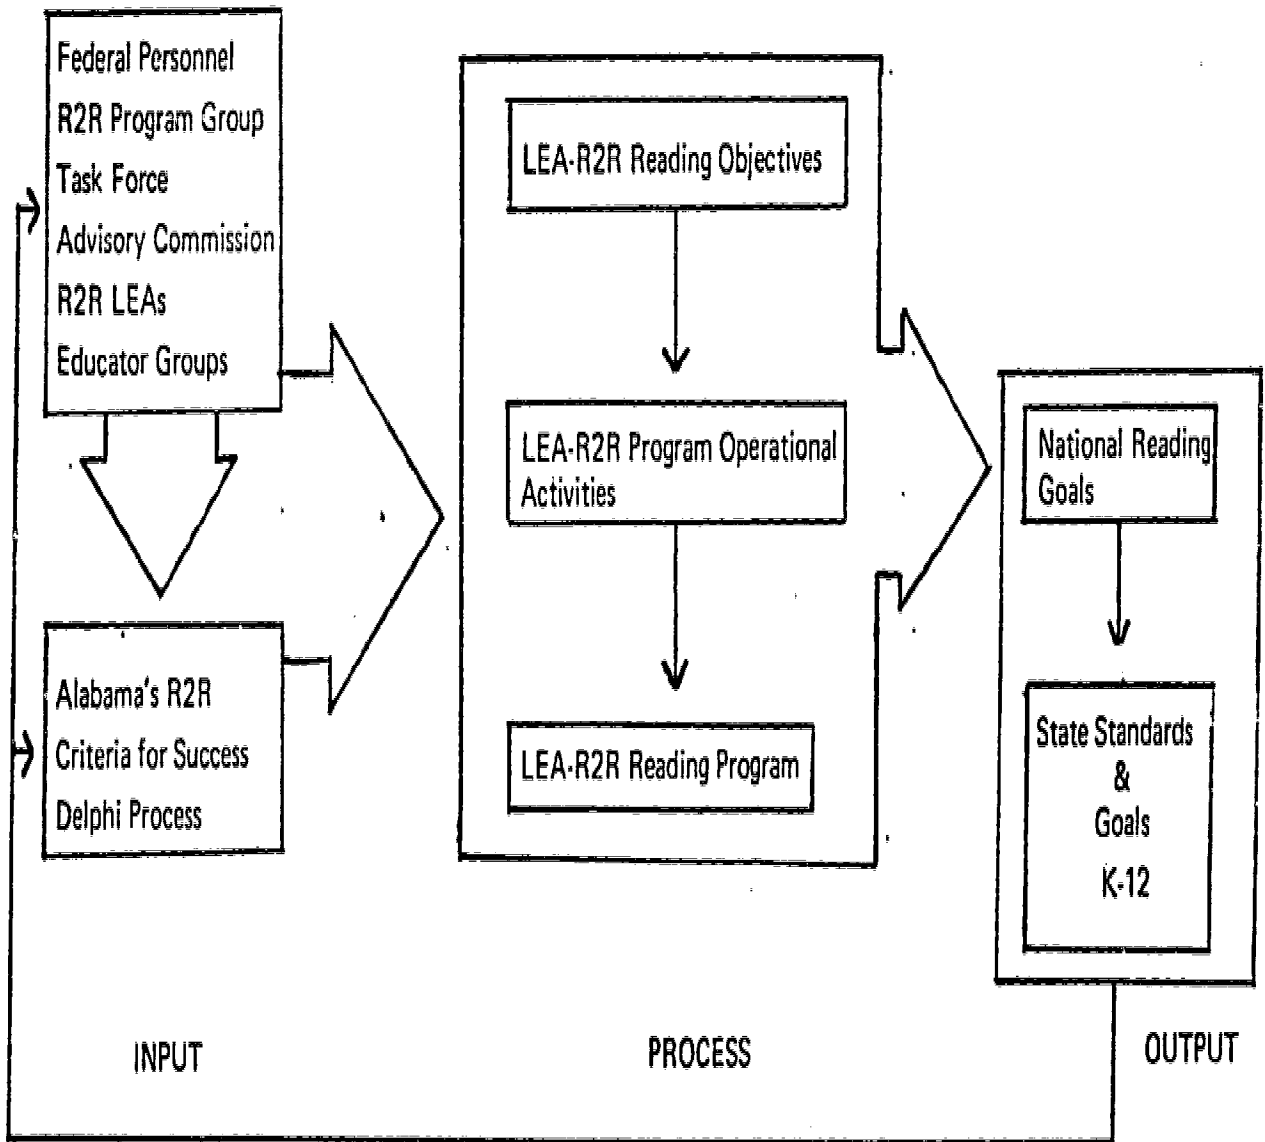 Federal Personnel
R2R Program Group
Task Force
Advisory Commission
R2R LEAs
Educator Groups
Alabama's R2R
Criteria for Success
Delphi Process
LEA-R2R Reading Objectives
LEA-R2R Program Operational
Activities
LEA-R2R Reading Program
National Reading
Goals
State Standards
&
Goals
K-12
INPUT
PROCESS
OUTPUT